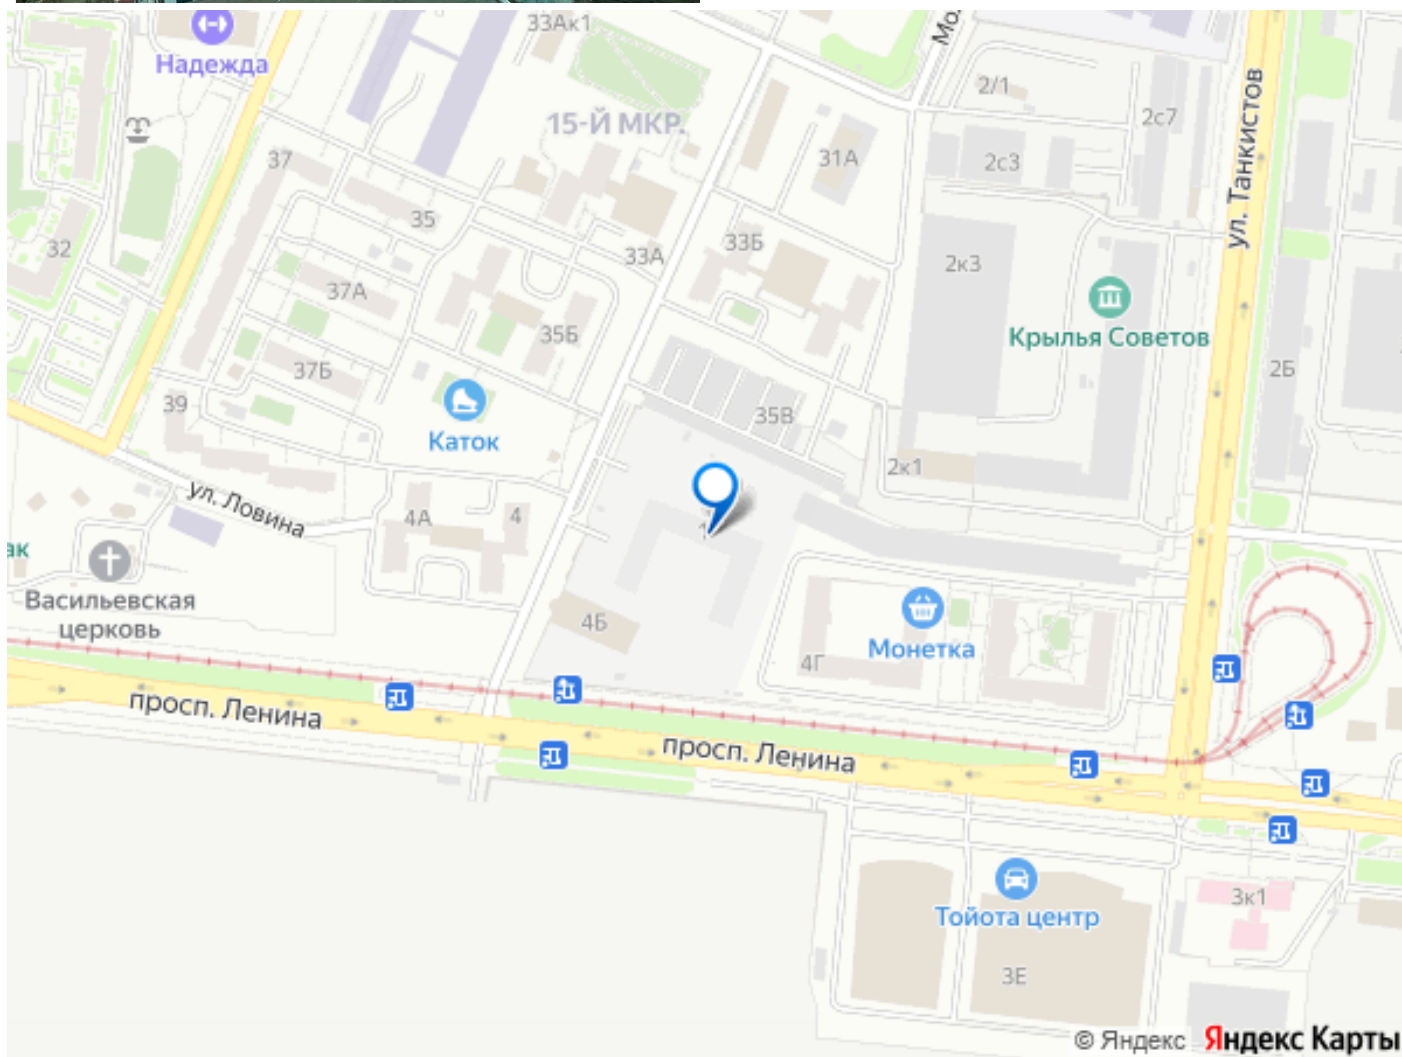 33Ак1
Надежда
2/1
15-Й МКР.
2с7
37
31А
2с3
ул. Танкистов
35
32
33Б
33А
2к3
37А
Крылья Советов
35Б
37Б
2Б
39
35В
Каток
2к1
ул. Ловина
4А
4
Васильевская
церковь
4Б
Монетка
4Г
просп. Ленина
просп. Ленина
3к1
Тойота центр
3Е
© Яндекс Яндекс Карты